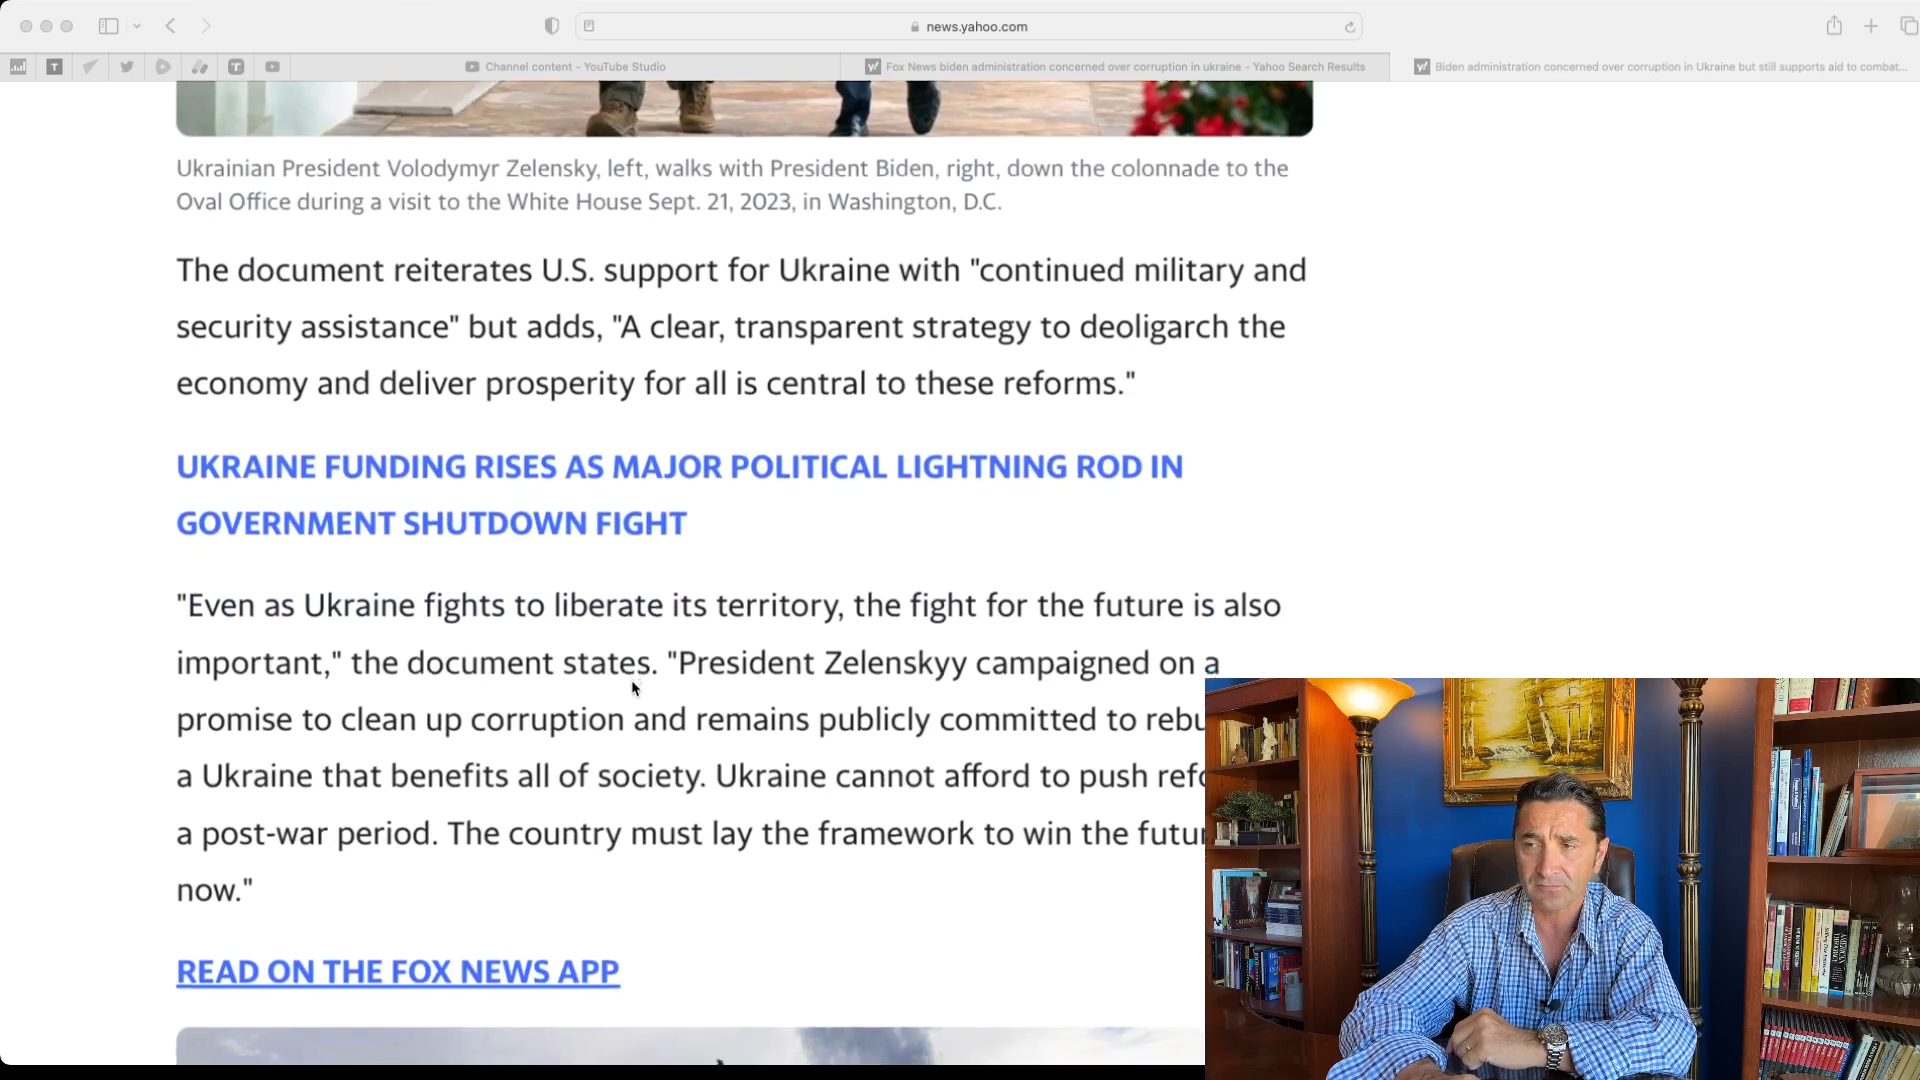 news.yahoo.com
Channel content - YouTube Studio
Fox News biden administration concerned over corruption in ukraine - Yahoo Search Results
Biden administration concerned over corruption in Ukraine but still supports aid to combat...
Ukrainian President Volodymyr Zelensky, left, walks with President Biden, right, down the colonnade to the
Oval Office during a visit to the White House Sept. 21, 2023, in Washington, D.C.
The document reiterates U.S. support for Ukraine with "continued military and
security assistance" but adds, "A clear, transparent strategy to deoligarch the
economy and deliver prosperity for all is central to these reforms."
UKRAINE FUNDING RISES AS MAJOR POLITICAL LIGHTNING ROD IN
GOVERNMENT SHUTDOWN FIGHT
"Even as Ukraine fights to liberate its territory, the fight for the future is also
important," the document states. "President Zelenskyy campaigned on a
promise to clean up corruption and remains publicly committed to rebu
a Ukraine that benefits all of society. Ukraine cannot afford to push refo
a post-war period. The country must lay the framework to win the futur
now."
READ ON THE FOX NEWS APP